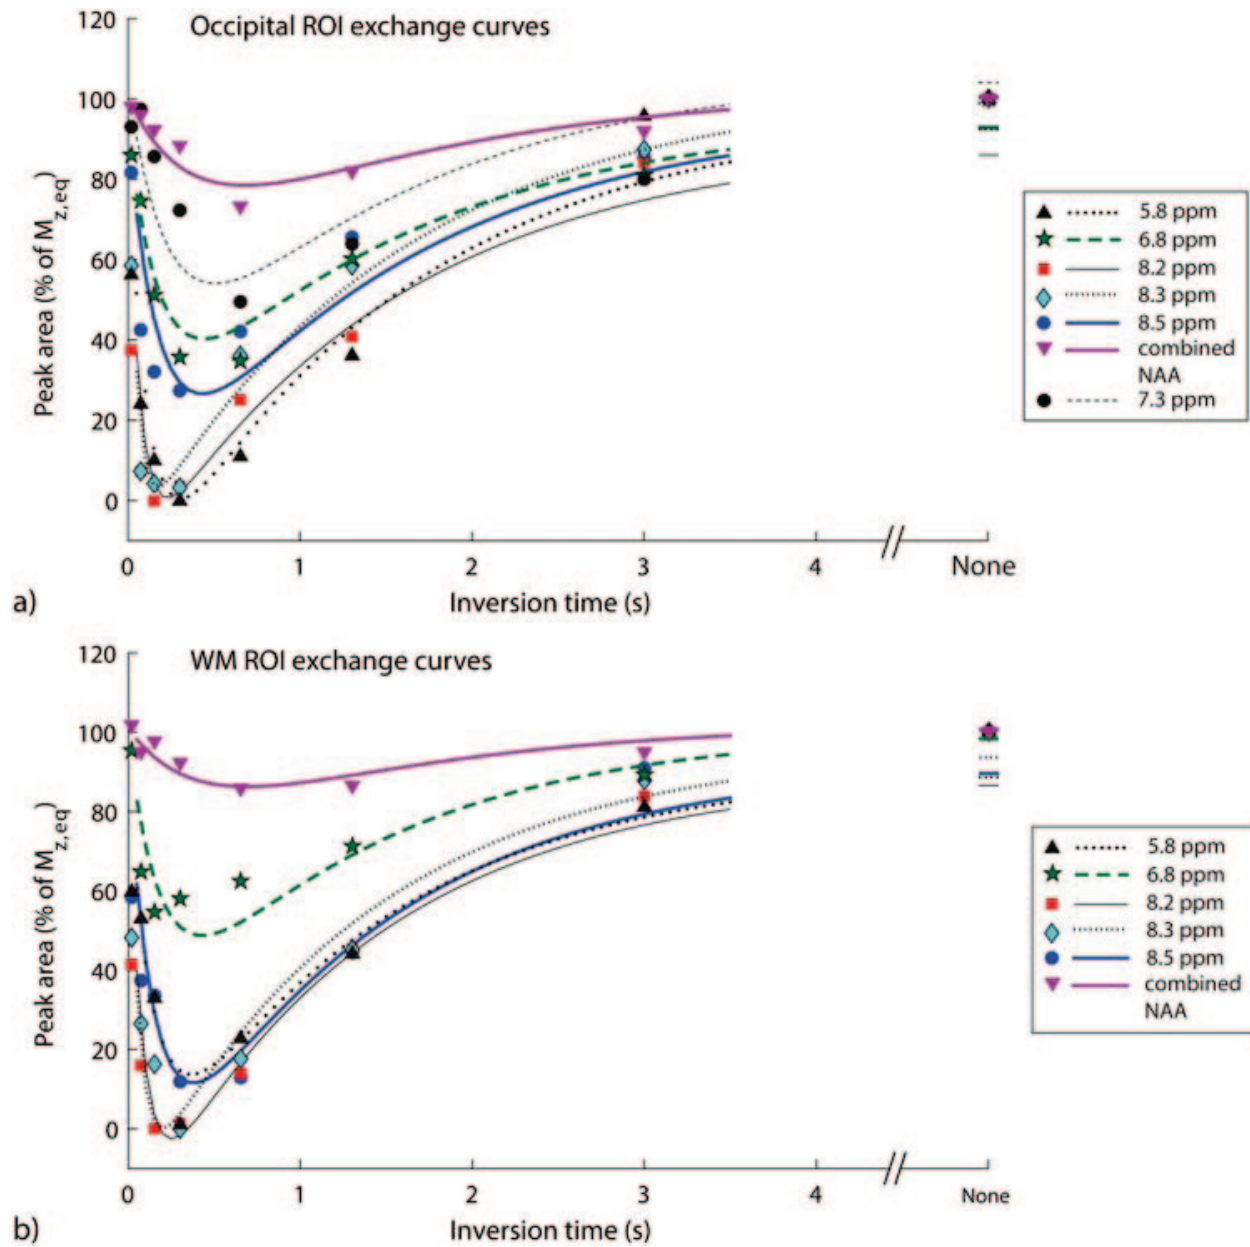 Occipital ROI exchange curves
120
100
80
60
40
20
0
Peak area (% of M z,eq)
0 1 2 3 4 None
Inversion time (s)
a)
5.8 ppm
6.8 ppm
8.2 ppm
8.3 ppm
8.5 ppm
combined
NAA
7.3 ppm
WM ROI exchange curves
120
100
80
60
40
20
0
Peak area (% of M z,eq)
0 1 2 3 4 None
Inversion time (s)
b)
5.8 ppm
6.8 ppm
8.2 ppm
8.3 ppm
8.5 ppm
combined
NAA